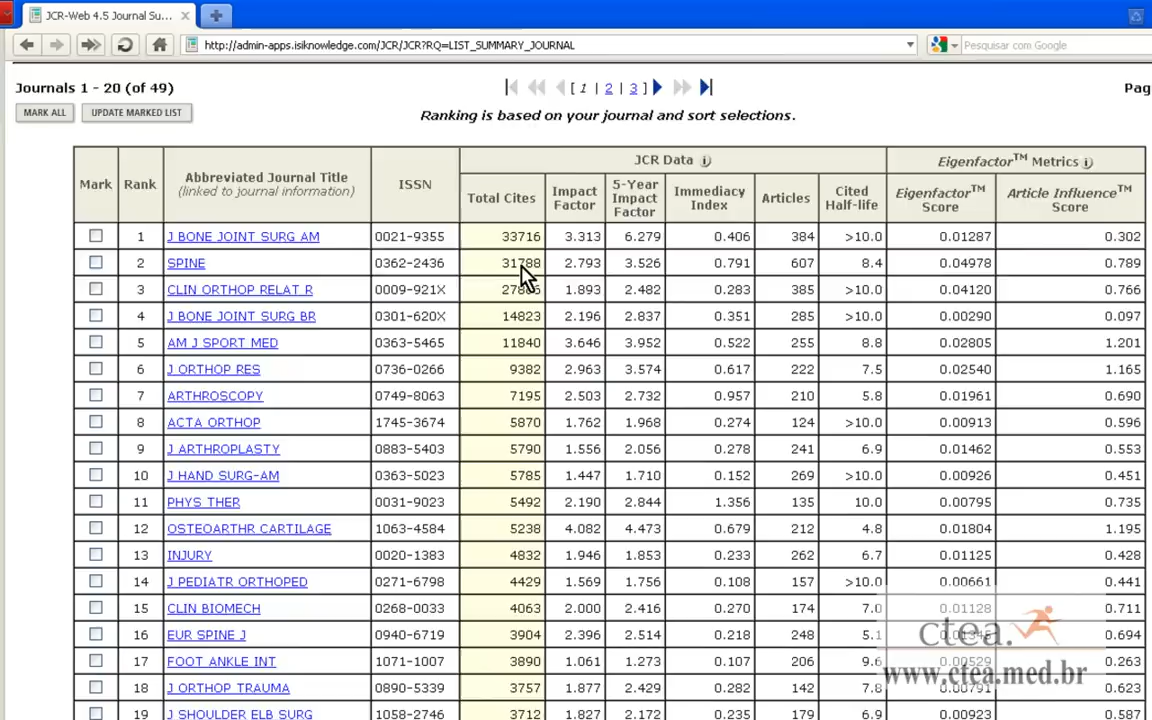 JCR-Web 4.5 Journal Su...
http://admin-apps.isiknowledge.com/JCR/JCR?RQ=LIST_SUMMARY_JOURNAL
Pesquisar com Google
Journals 1 - 20 (of 49)
[ 1 | 2 | 3 ]
Pag
MARK ALL UPDATE MARKED LIST
Ranking is based on your journal and sort selections.
Mark Rank Abbreviated Journal Title (linked to journal information) ISSN JCR Data i Eigenfactor™ Metrics i
Total Cites Impact Factor 5-Year Impact Factor Immediacy Index Articles Cited Half-life Eigenfactor™ Score Article Influence™ Score
1 J BONE JOINT SURG AM 0021-9355 33716 3.313 6.279 0.406 384 >10.0 0.01287 0.302
2 SPINE 0362-2436 31788 2.793 3.526 0.791 607 8.4 0.04978 0.789
3 CLIN ORTHOP RELAT R 0009-921X 1.893 2.482 0.283 385 >10.0 0.04120 0.766
4 J BONE JOINT SURG BR 0301-620X 14823 2.196 2.837 0.351 285 >10.0 0.00290 0.097
5 AM J SPORT MED 0363-5465 11840 3.646 3.952 0.522 255 8.8 0.02805 1.201
6 J ORTHOP RES 0736-0266 9382 2.963 3.574 0.617 222 7.5 0.02540 1.165
7 ARTHROSCOPY 0749-8063 7195 2.503 2.732 0.957 210 5.8 0.01961 0.690
8 ACTA ORTHOP 1745-3674 5870 1.762 1.968 0.274 124 >10.0 0.00913 0.596
9 J ARTHROPLASTY 0883-5403 5790 1.556 2.056 0.278 241 6.9 0.01462 0.553
10 J HAND SURG-AM 0363-5023 5785 1.447 1.710 0.152 269 >10.0 0.00926 0.451
11 PHYS THER 0031-9023 5492 2.190 2.844 1.356 135 10.0 0.00795 0.735
12 OSTEOARTHR CARTILAGE 1063-4584 5238 4.082 4.473 0.679 212 4.8 0.01804 1.195
13 INJURY 0020-1383 4832 1.946 1.853 0.233 262 6.7 0.01125 0.428
14 J PEDIATR ORTHOPED 0271-6798 4429 1.569 1.756 0.108 157 >10.0 0.00661 0.441
15 CLIN BIOMECH 0268-0033 4063 2.000 2.416 0.270 174 7.0 0.01128 0.711
16 EUR SPINE J 0940-6719 3904 2.396 2.514 0.218 248 5.1 0.694
17 FOOT ANKLE INT 1071-1007 3890 1.061 1.273 0.107 206 9.6 0.00529 0.263
18 J ORTHOP TRAUMA 0890-5339 3757 1.877 2.429 0.282 142 7.8 0.00791 0.623
19 J SHOULDER ELB SURG 1058-2746 3712 1.827 2.172 0.235 179 6.9 0.00923 0.587
ctea.
www.ctea.med.br